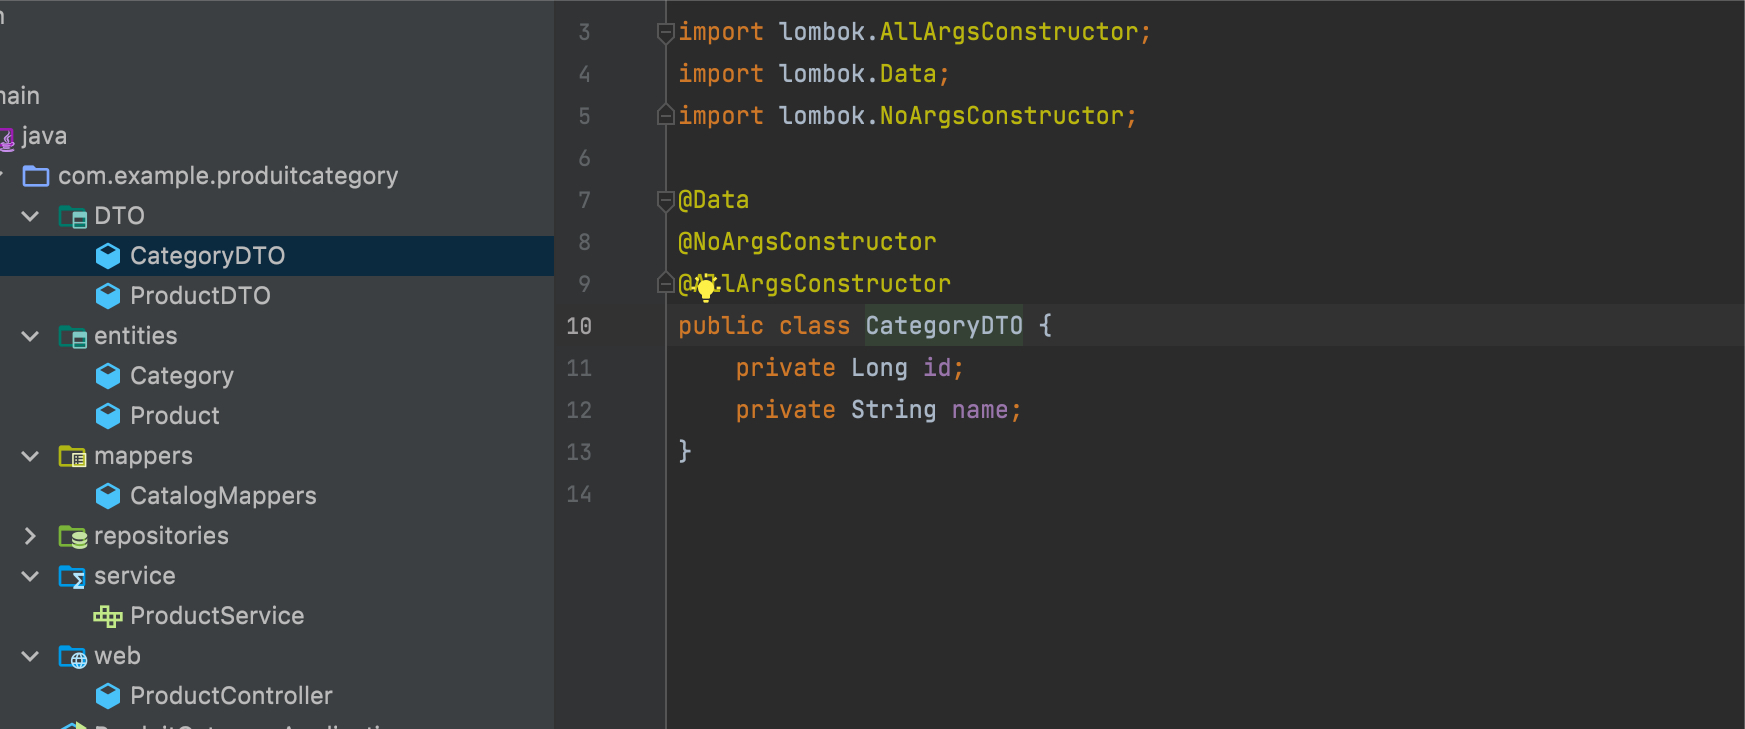 java
com.example.produitcategory
DTO
CategoryDTO
ProductDTO
entities
Category
Product
mappers
CatalogMappers
repositories
service
ProductService
web
ProductController
3 import lombok.AllArgsConstructor;
4 import lombok.Data;
5 import lombok.NoArgsConstructor;
6
7 @Data
8 @NoArgsConstructor
9 @AllArgsConstructor
10 public class CategoryDTO {
11 private Long id;
12 private String name;
13 }
14